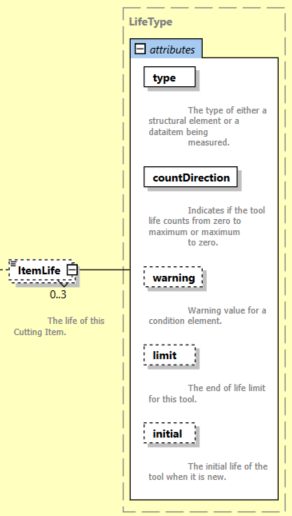 LifeType
attributes
type
The type of either a
structural element or a
dataitem being
measured.
countDirection
Indicates if the tool
life counts from zero to
maximum or maximum
to zero.
ItemLife
0..3
The life of this
Cutting Item.
warning
Warning value for a
condition element.
limit
The end of life limit
for this tool.
initial
The initial life of the
tool when it is new.